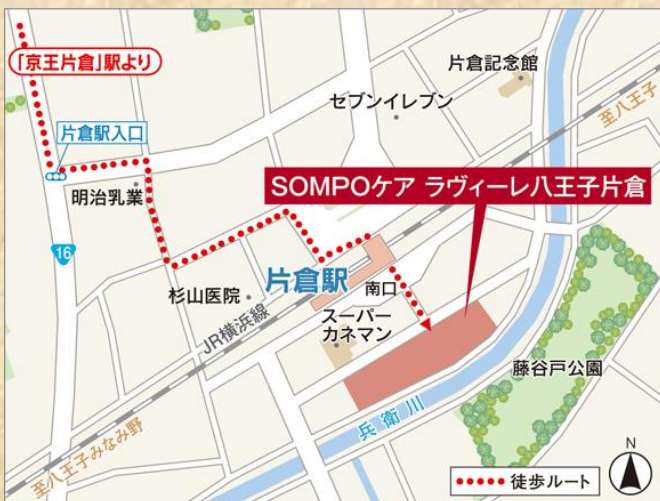 「京王片倉」駅より
片倉記念館
セブンイレブン
至八王子
片倉駅入口
明治乳業
SOMPOケア ラヴィーレ八王子片倉
16
片倉駅
杉山医院
南口
JR横浜線
スーパー
カネマン
藤谷戸公園
兵衛川
至八王子みなみ野
N
徒歩ルート